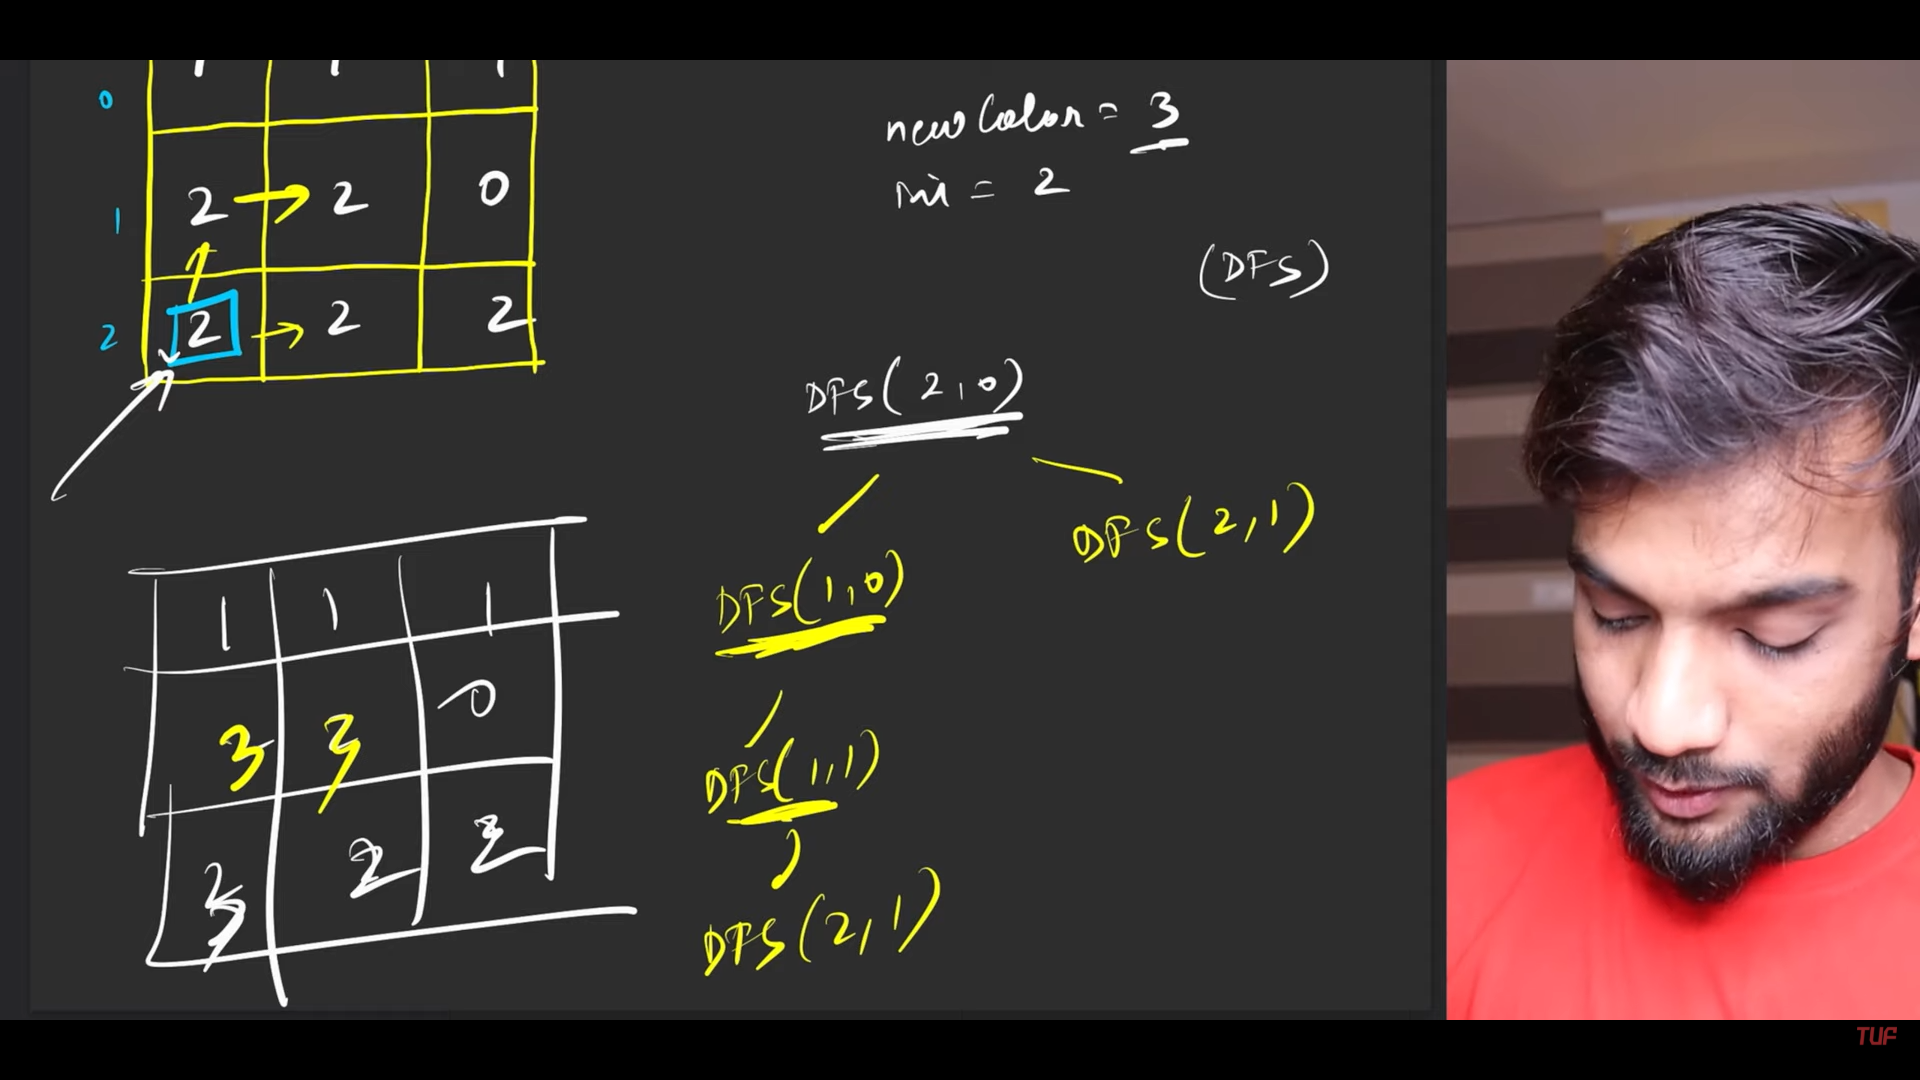 0
1 2 → 2 0
2 2 → 2 2
newColor = 3
ini = 2
(DFS)
DFS(2,0)
DFS(1,0) DFS(2,1)
DFS(1,1)
DFS(2,1)
1 1 1
3 3 0
3 2 2
TUF